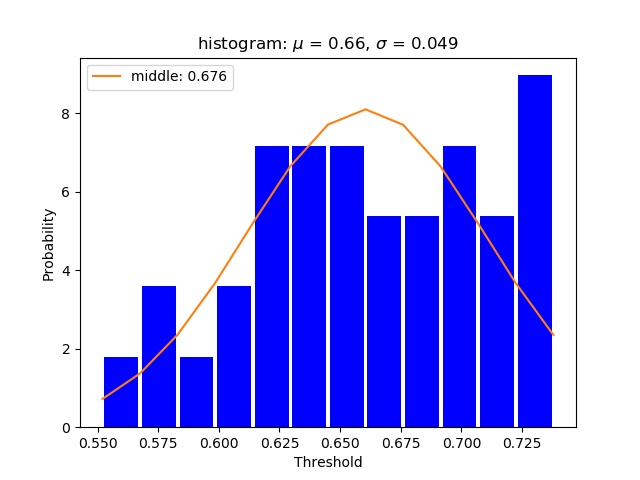 histogram: μ = 0.66, σ = 0.049
middle: 0.676
8
6
4
2
0
Probability
0.550 0.575 0.600 0.625 0.650 0.675 0.700 0.725
Threshold